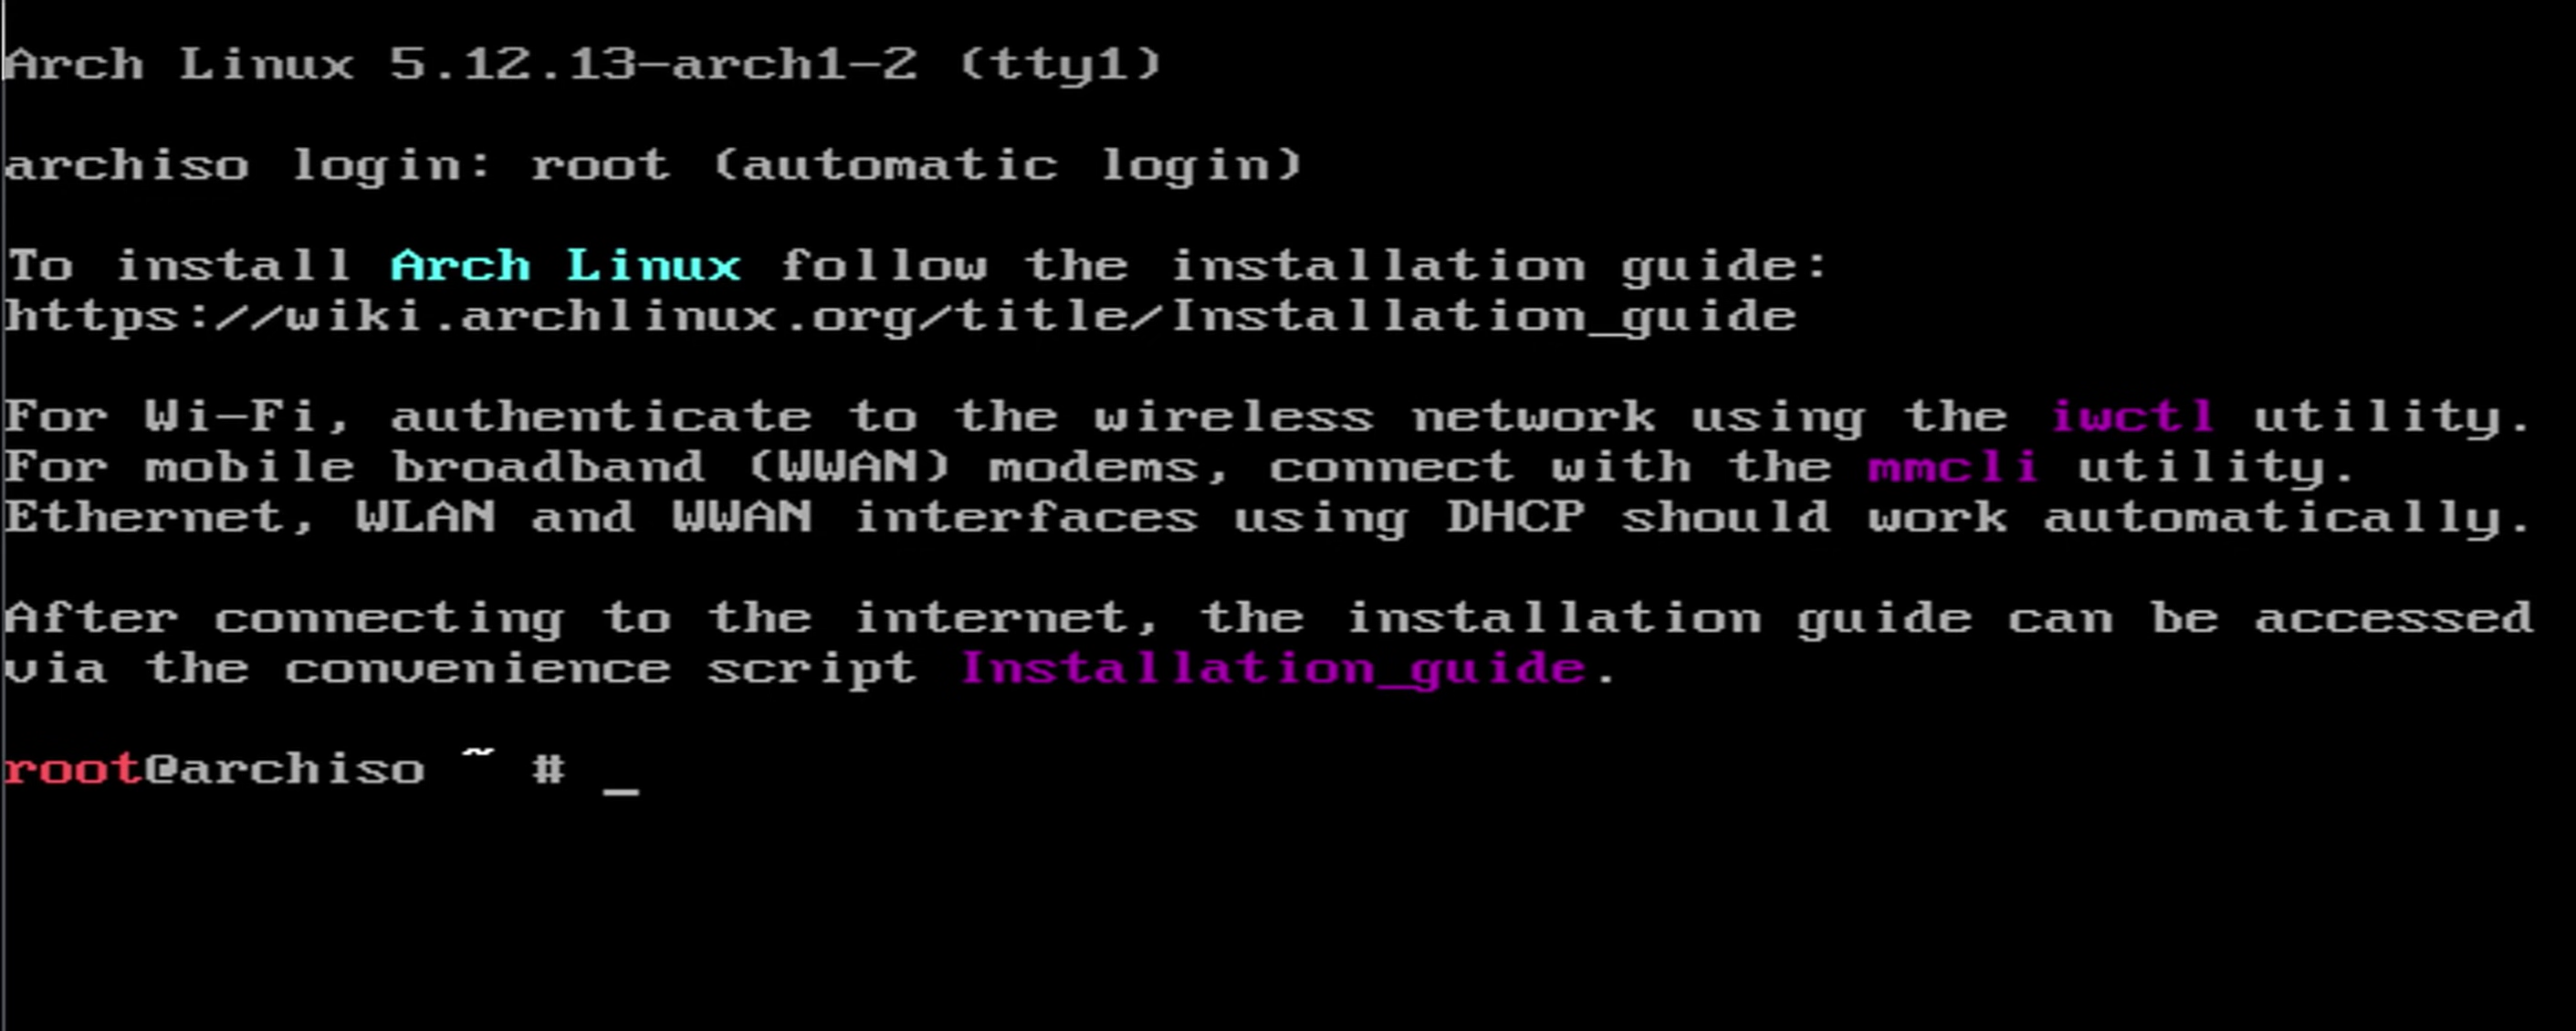 Arch Linux 5.12.13-arch1-2 (tty1)
archiso login: root (automatic login)
To install Arch Linux follow the installation guide:
https://wiki.archlinux.org/title/Installation_guide
For Wi-Fi, authenticate to the wireless network using the iwctl utility.
For mobile broadband (WWAN) modems, connect with the mmcli utility.
Ethernet, WLAN and WWAN interfaces using DHCP should work automatically.
After connecting to the internet, the installation guide can be accessed
via the convenience script Installation_guide.
root@archiso ~ # _